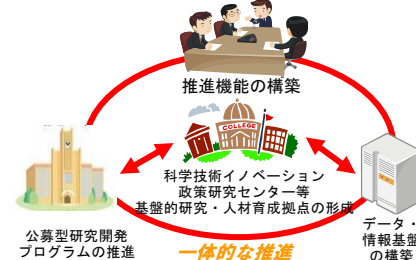 推進機能の構築
COLLEGE
科学技術イノベーション
政策研究センター等
基盤的研究・人材育成拠点の形成
公募型研究開発
プログラムの推進
データ・
情報基盤
の構築
一体的な推進